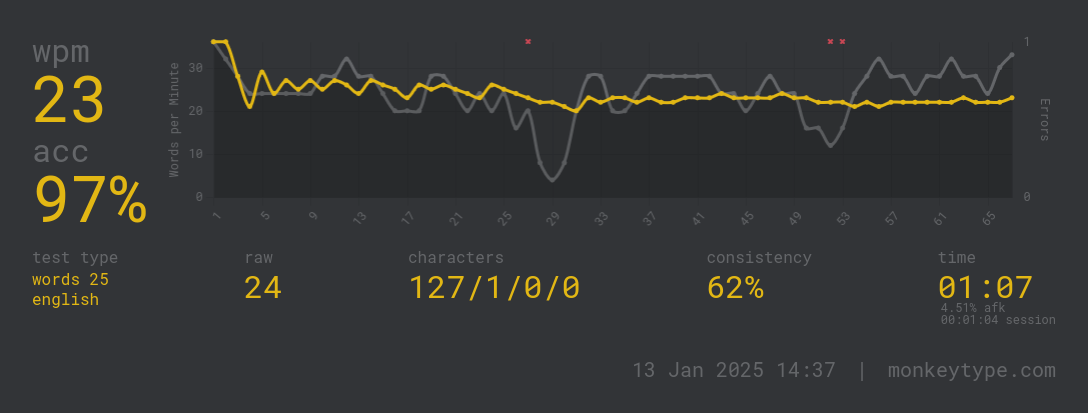 wpm
23
acc
97%
Words per Minute
30
20
10
0
1
0
Errors
1 5 9 13 17 21 25 29 33 37 41 45 49 53 57 61 65
test type
words 25
english
raw
24
characters
127/1/0/0
consistency
62%
time
01:07
4.51% afk
00:01:04 session
13 Jan 2025 14:37 | monkeytype.com